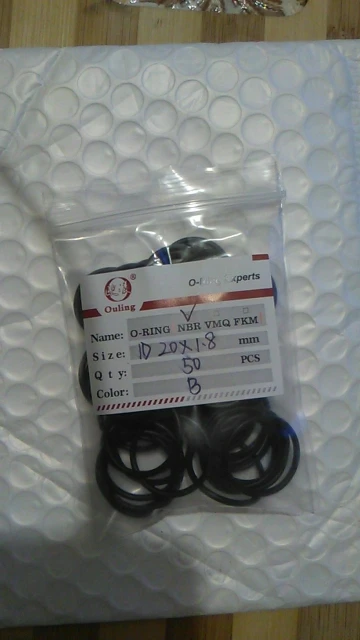 ®
Ouling
O-Ring Experts
✓
Name: O-RING NBR VMQ FKM
Size: ID 20X1.8 mm
Qty: 50 PCS
Color: B